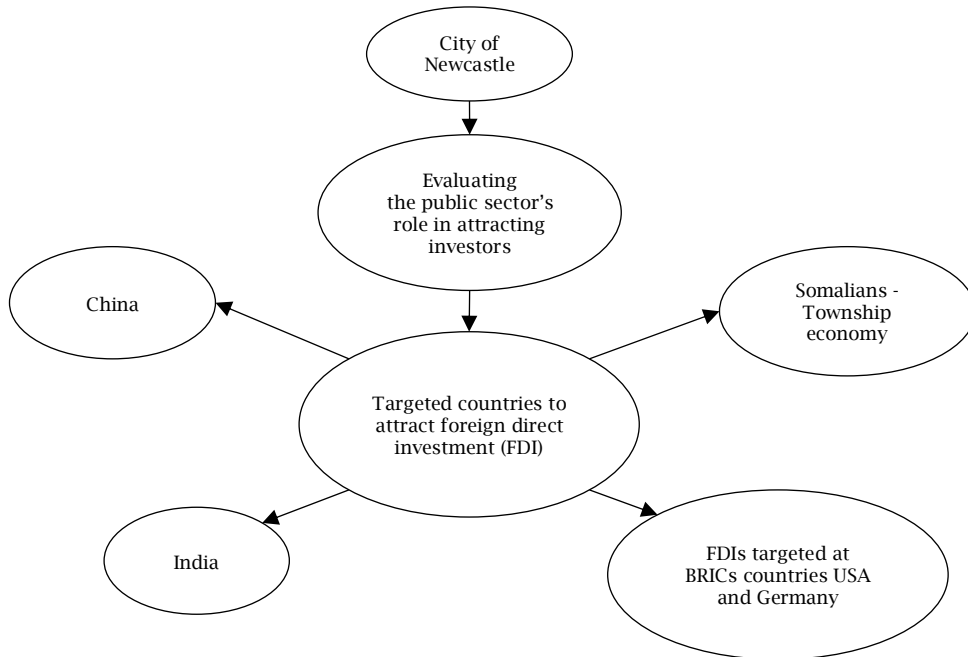 City of
Newcastle
Evaluating
the public sector's
role in attracting
investors
China
Somalians -
Township
economy
Targeted countries to
attract foreign direct
investment (FDI)
India
FDIs targeted at
BRICs countries USA
and Germany